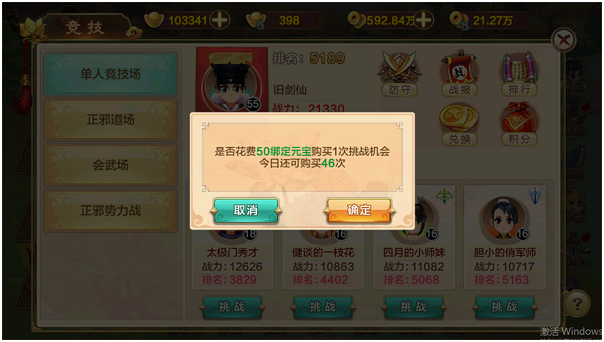 竞技
103341
398
592.84万
21.27万
单人竞技场
正邪道场
会武场
正邪势力战
排名：5189
55
旧剑仙
战力：21330
防守
战报
排行
兑换
积分
是否花费50绑定元宝购买1次挑战机会
今日还可购买46次
取消
确定
18
16
16
16
太极门秀才
健谈的一枝花
四月的小师妹
胆小的俏军师
战力：12626
战力：10863
战力：11082
战力：10717
排名：3829
排名：4402
排名：5068
排名：5163
挑战
挑战
挑战
挑战
?
激活 Windows